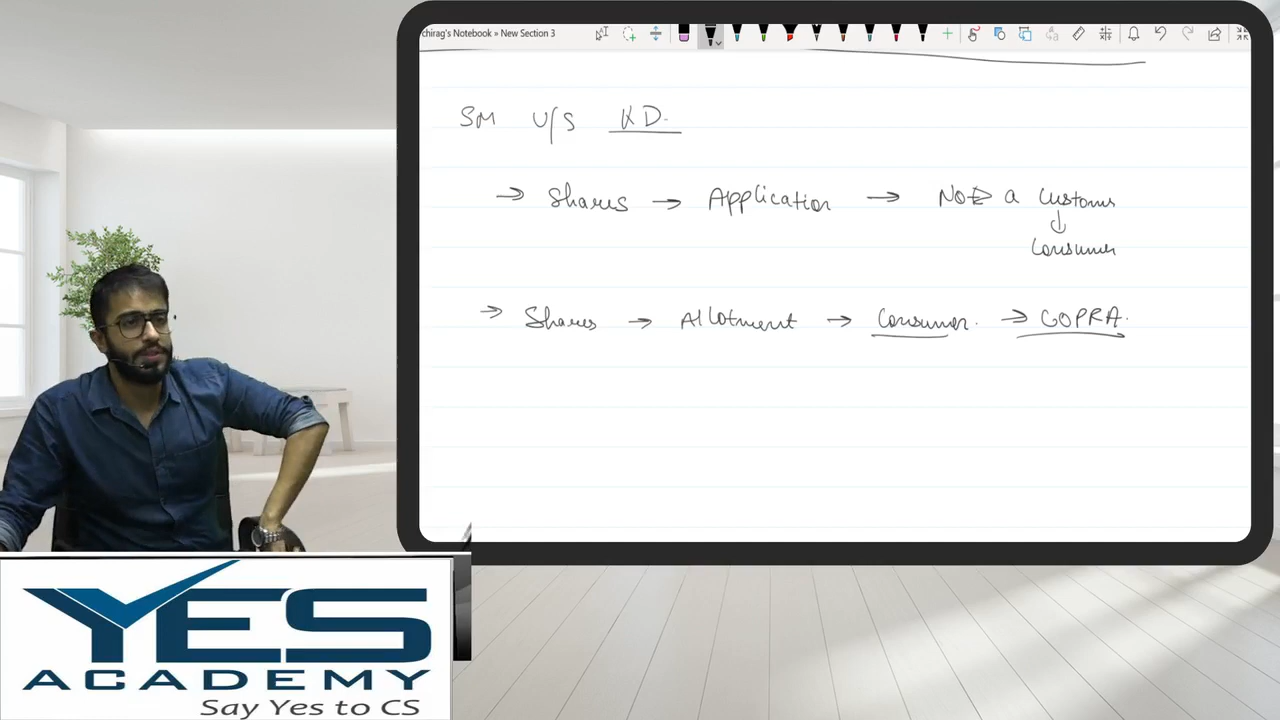 chirag's Notebook » New Section 3
SM V/S KD.
→ Shares → Application → Not a Customer
↓
Consumer
→ Shares → Allotment → Consumer. → COPRA.
YES
ACADEMY
Say Yes to CS